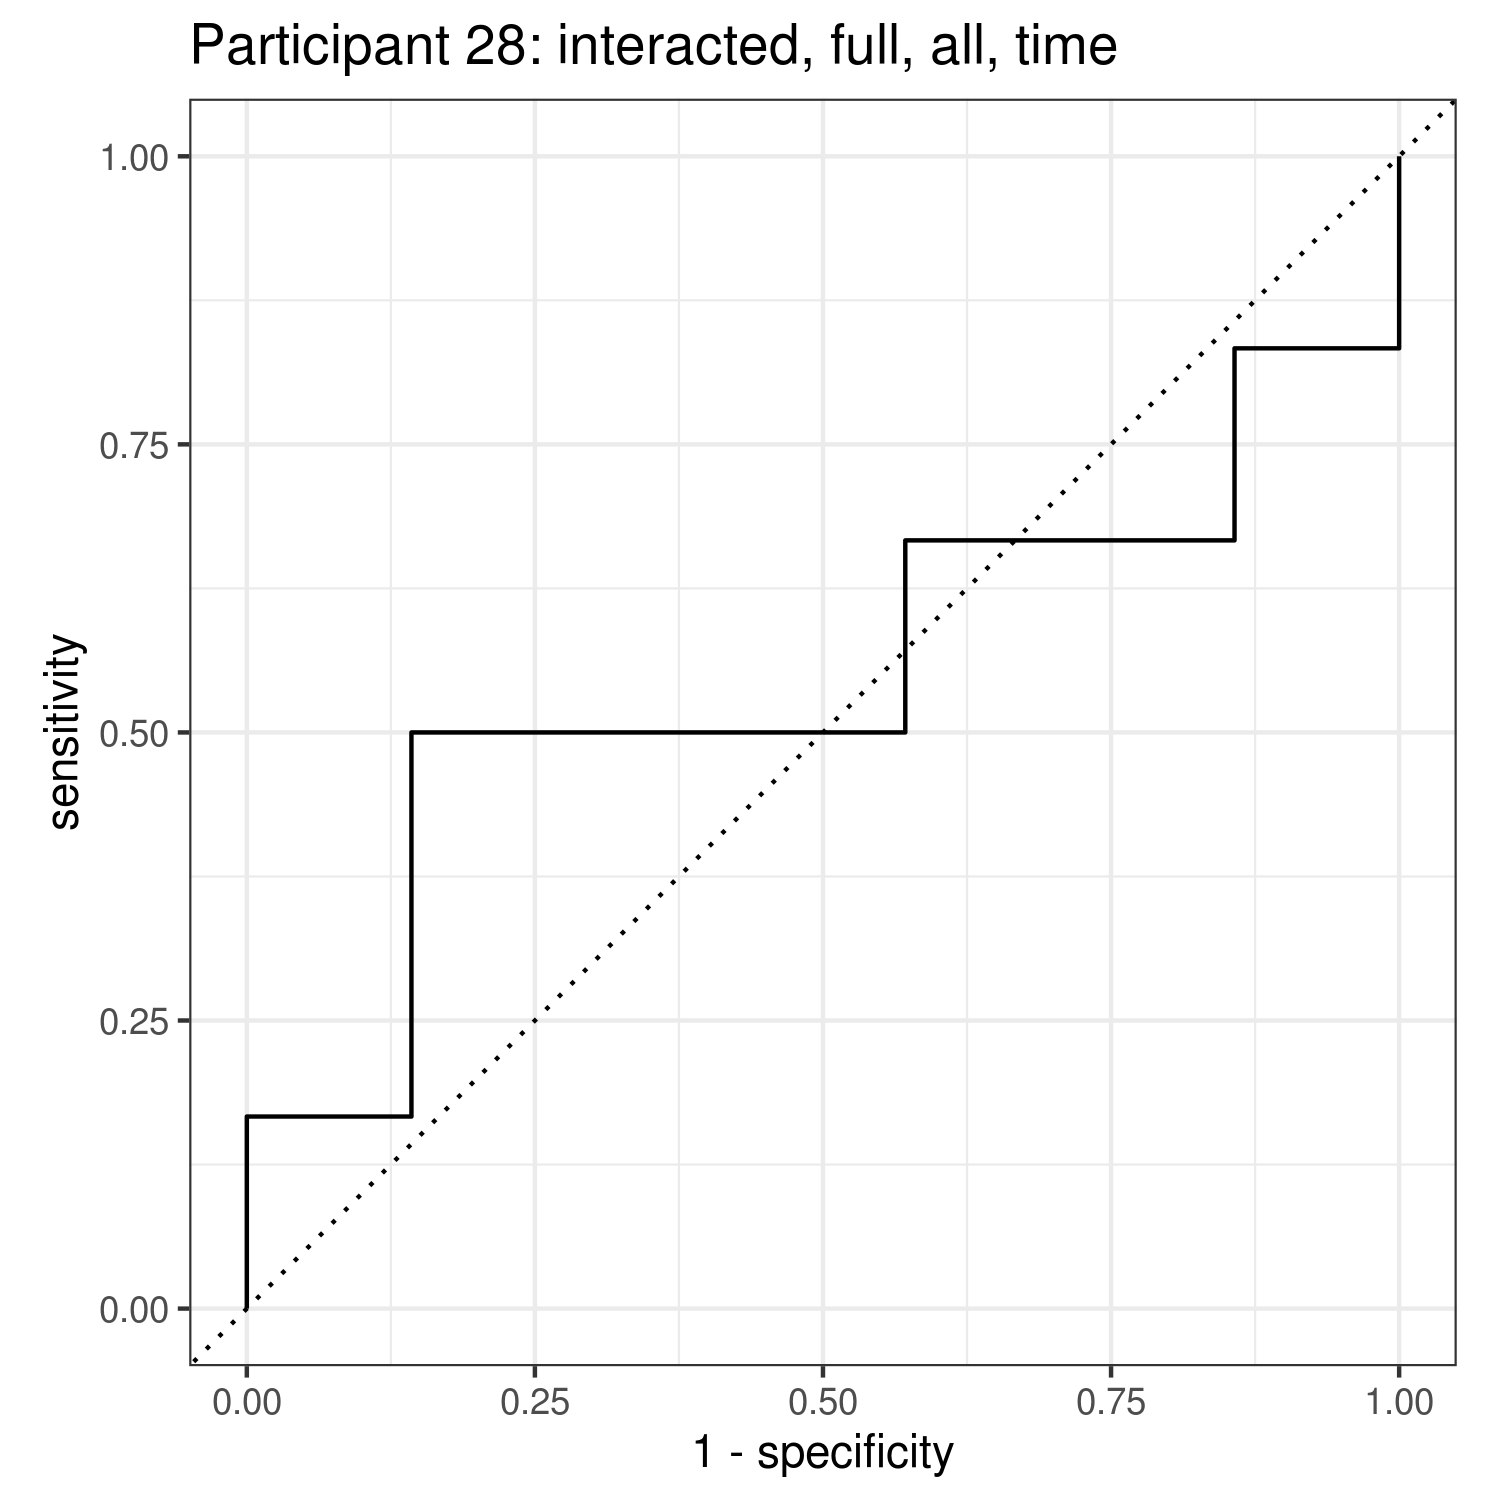 Participant 28: interacted, full, all, time
1.00
0.75
0.50
0.25
0.00
sensitivity
0.00 0.25 0.50 0.75 1.00
1 - specificity